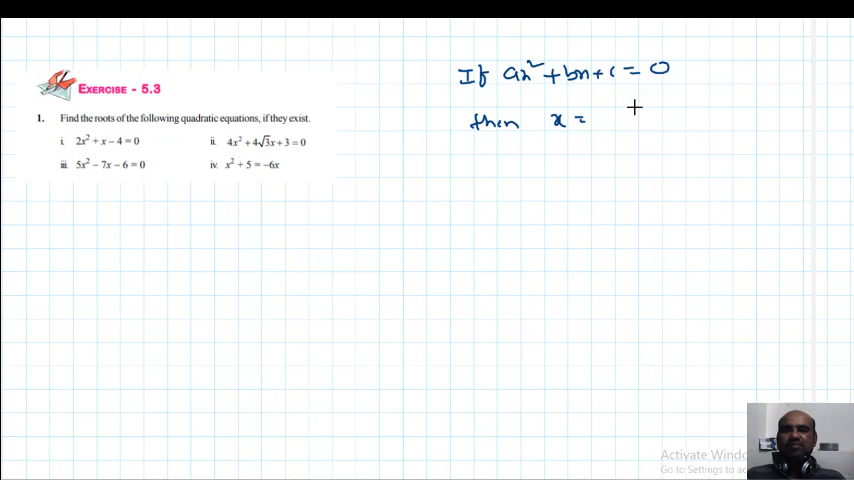 EXERCISE - 5.3
1. Find the roots of the following quadratic equations, if they exist.
i. 2x² + x – 4 = 0 ii. 4x² + 4√3x + 3 = 0
iii. 5x² – 7x – 6 = 0 iv. x² + 5 = –6x
If ax² + bx + c = 0
then x =
Activate Windo
Go to Settings to a